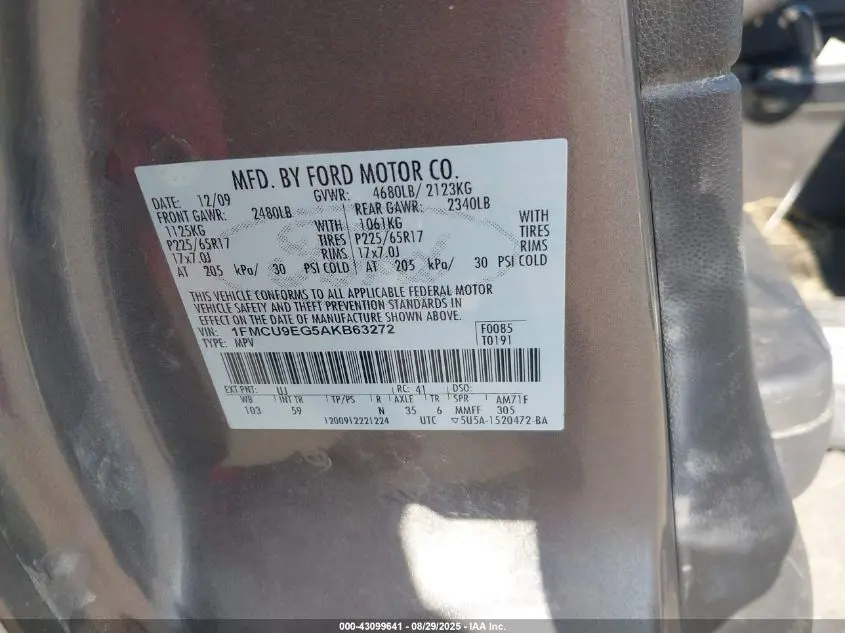 MFD. BY FORD MOTOR CO.
DATE: 12/09 GVWR: 4680LB/ 2123KG
FRONT GAWR: 2480LB REAR GAWR: 2340LB
1125KG WITH 1061KG WITH
P225/65R17 TIRES P225/65R17 TIRES
17x7.0J RIMS 17x7.0J RIMS
AT 205 kPa/ 30 PSI COLD AT 205 kPa/ 30 PSI COLD
THIS VEHICLE CONFORMS TO ALL APPLICABLE FEDERAL MOTOR
VEHICLE SAFETY AND THEFT PREVENTION STANDARDS IN
EFFECT ON THE DATE OF MANUFACTURE SHOWN ABOVE.
VIN: 1FMCU9EG5AKB63272 F0085
TYPE: MPV T0191
EXT PNT: UJ RC: 41 DSO:
WB INT TR TP/PS R AXLE TR SPR AM71F
103 59 N 35 6 MMFF 305
1200912221224 UTC ▽5U5A-1520472-BA
Ford
000-43099641 - 08/29/2025 - IAA Inc.